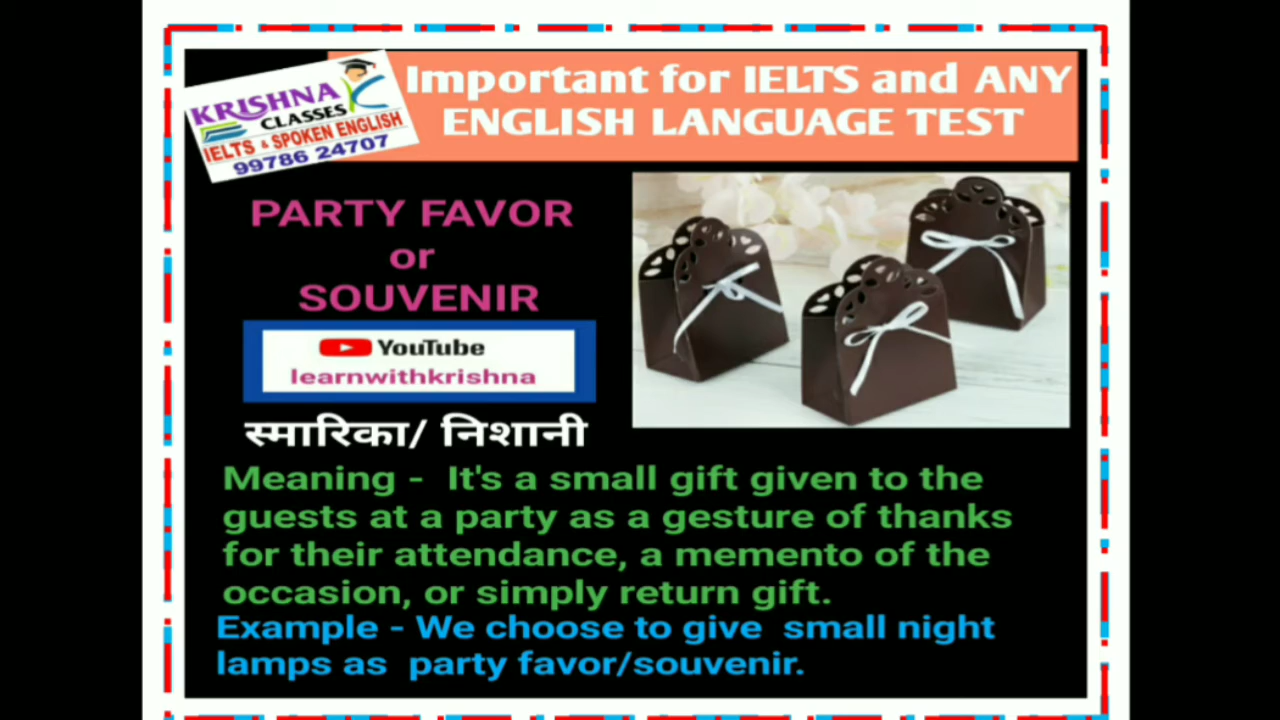 KRISHNA
CLASSES
IELTS & SPOKEN ENGLISH
99786 24707
Important for IELTS and ANY
ENGLISH LANGUAGE TEST
PARTY FAVOR
or
SOUVENIR
YouTube
learnwithkrishna
स्मारिका/ निशानी
Meaning - It's a small gift given to the
guests at a party as a gesture of thanks
for their attendance, a memento of the
occasion, or simply return gift.
Example - We choose to give small night
lamps as party favor/souvenir.